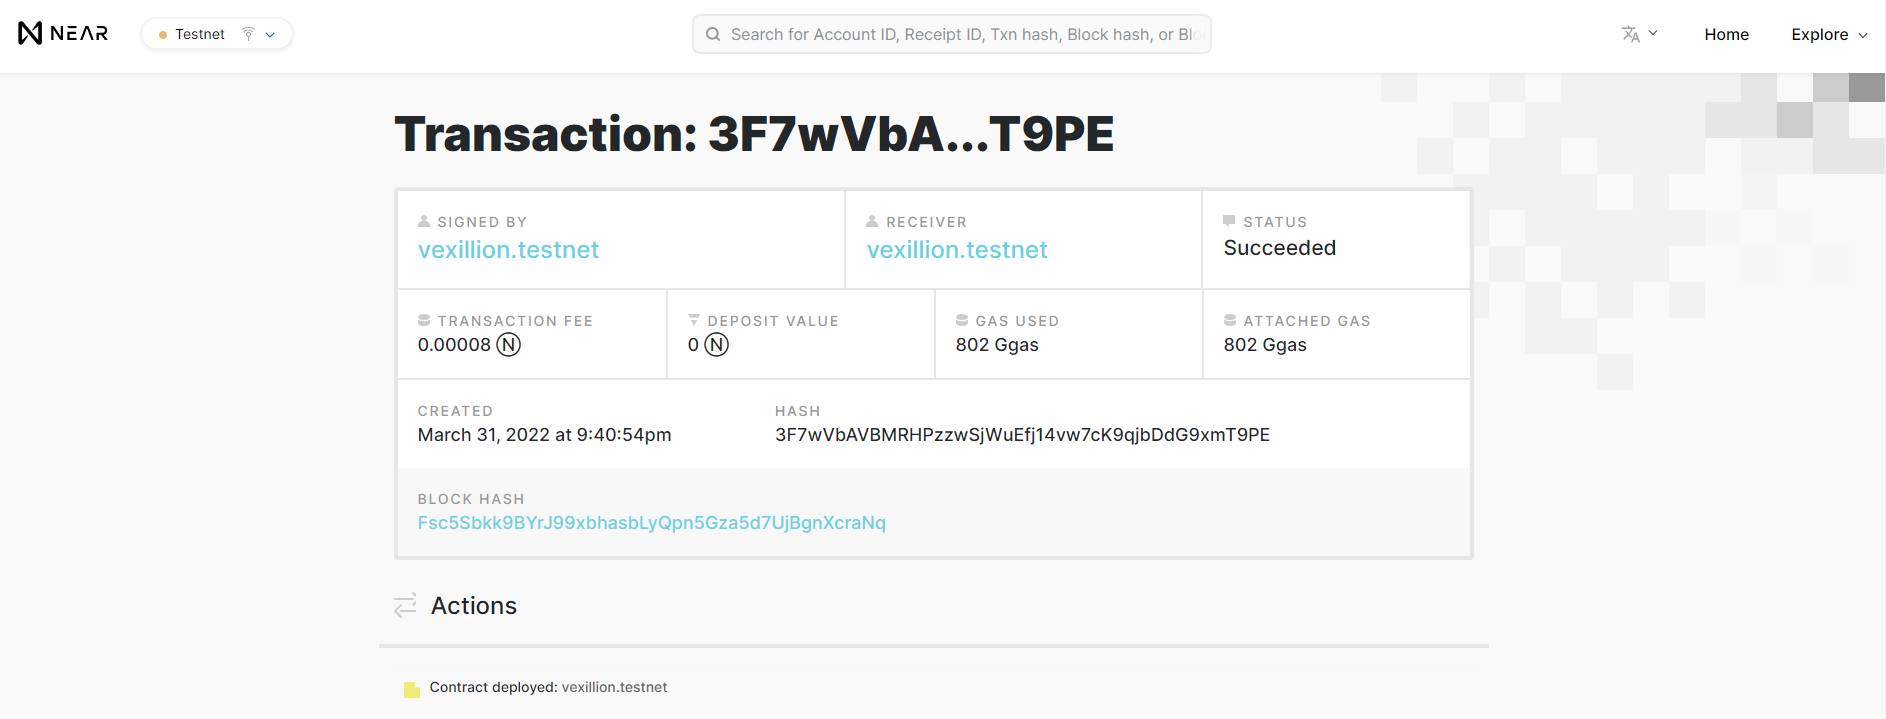 NEAR
Testnet
Search for Account ID, Receipt ID, Txn hash, Block hash, or Blo
Home
Explore
Transaction: 3F7wVbA...T9PE
SIGNED BY
vexillion.testnet
RECEIVER
vexillion.testnet
STATUS
Succeeded
TRANSACTION FEE
0.00008 Ⓝ
DEPOSIT VALUE
0 Ⓝ
GAS USED
802 Ggas
ATTACHED GAS
802 Ggas
CREATED
March 31, 2022 at 9:40:54pm
HASH
3F7wVbAVBMRHPzzwSjWuEfj14vw7cK9qjbDdG9xmT9PE
BLOCK HASH
Fsc5Sbkk9BYrJ99xbhasbLyQpn5Gza5d7UjBgnXcraNq
Actions
Contract deployed: vexillion.testnet